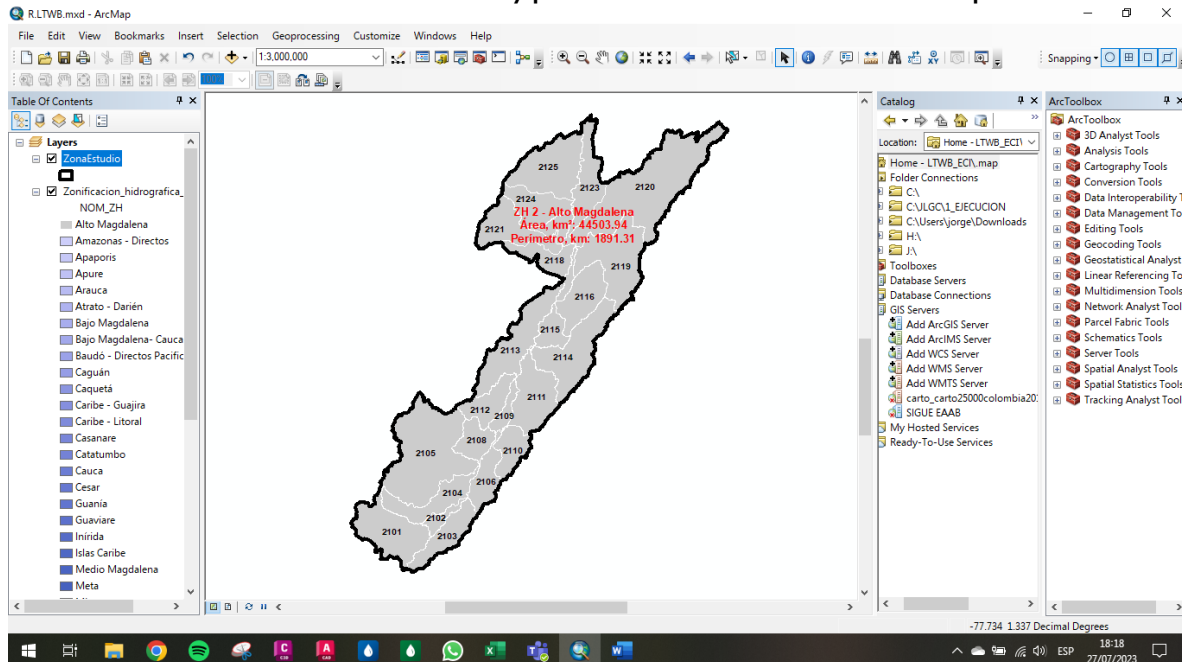 R.LTWB.mxd - ArcMap
File Edit View Bookmarks Insert Selection Geoprocessing Customize Windows Help
1:3,000,000
Snapping
Table Of Contents
Layers
ZonaEstudio
Zonificacion_hidrografica_
NOM_ZH
Alto Magdalena
Amazonas - Directos
Apaporis
Apure
Arauca
Atrato - Darién
Bajo Magdalena
Bajo Magdalena- Cauca
Baudó - Directos Pacific
Caguán
Caquetá
Caribe - Guajira
Caribe - Litoral
Casanare
Catatumbo
Cauca
Cesar
Guanía
Guaviare
Inírida
Islas Caribe
Medio Magdalena
Meta
2125
2123
2120
2124
ZH 2 - Alto Magdalena
2121
Área, km²: 44503.94
Perímetro, km: 1891.31
2118
2119
2116
2115
2113
2114
2111
2112
2109
2108
2110
2105
2106
2104
2102
2101
2103
Catalog
Location: Home - LTWB_ECI\
Home - LTWB_ECI\.map
Folder Connections
C:\
C:\JLGC\1_EJECUCION
C:\Users\jorge\Downloads
H:\
J:\
Toolboxes
Database Servers
Database Connections
GIS Servers
Add ArcGIS Server
Add ArcIMS Server
Add WCS Server
Add WMS Server
Add WMTS Server
carto_carto25000colombia20
SIGUE EAAB
My Hosted Services
Ready-To-Use Services
ArcToolbox
ArcToolbox
3D Analyst Tools
Analysis Tools
Cartography Tools
Conversion Tools
Data Interoperability T
Data Management To
Editing Tools
Geocoding Tools
Geostatistical Analyst
Linear Referencing To
Multidimension Tools
Network Analyst Tool
Parcel Fabric Tools
Schematics Tools
Server Tools
Spatial Analyst Tools
Spatial Statistics Tools
Tracking Analyst Tool
-77.734 1.337 Decimal Degrees
ESP
18:18
27/07/2023